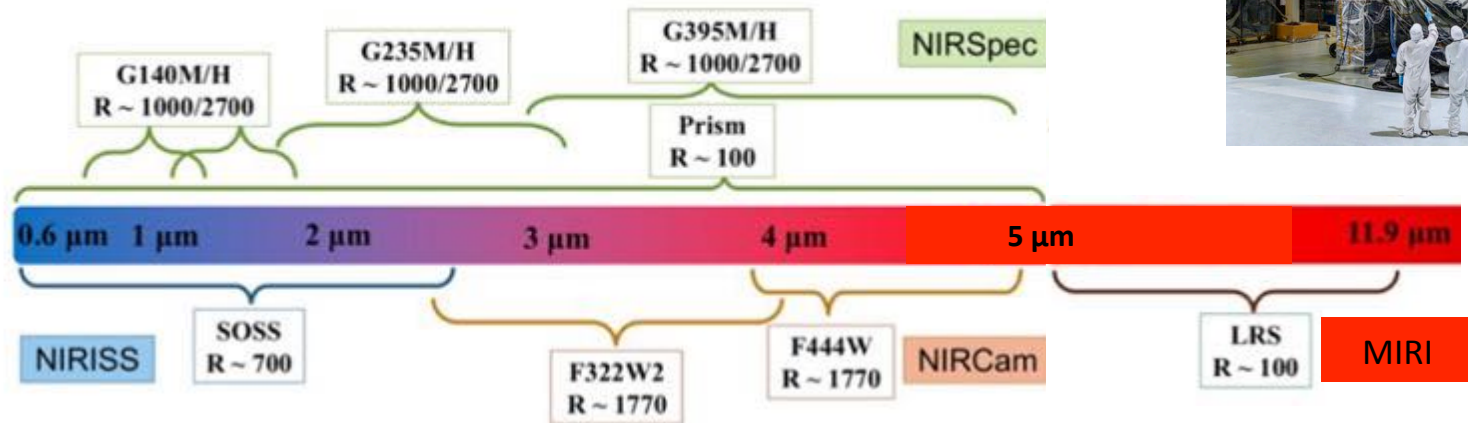 G140M/H
R ~ 1000/2700
G235M/H
R ~ 1000/2700
G395M/H
R ~ 1000/2700
NIRSpec
Prism
R ~ 100
0.6 μm 1 μm 2 μm 3 μm 4 μm 5 μm 11.9 μm
NIRISS
SOSS
R ~ 700
F322W2
R ~ 1770
F444W
R ~ 1770
NIRCam
LRS
R ~ 100
MIRI